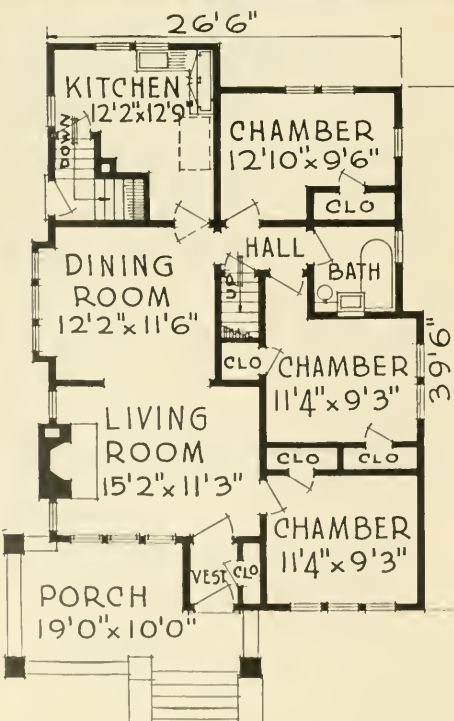 26'6"
KITCHEN
12'2"x12'9"
DOWN
CHAMBER
12'10"x9'6"
CLO
HALL
BATH
UP
DINING
ROOM
12'2"x11'6"
CLO
CHAMBER
11'4"x9'3"
39'6"
LIVING
ROOM
15'2"x11'3"
CLO
CLO
CHAMBER
11'4"x9'3"
VEST
CLO
PORCH
19'0"x10'0"